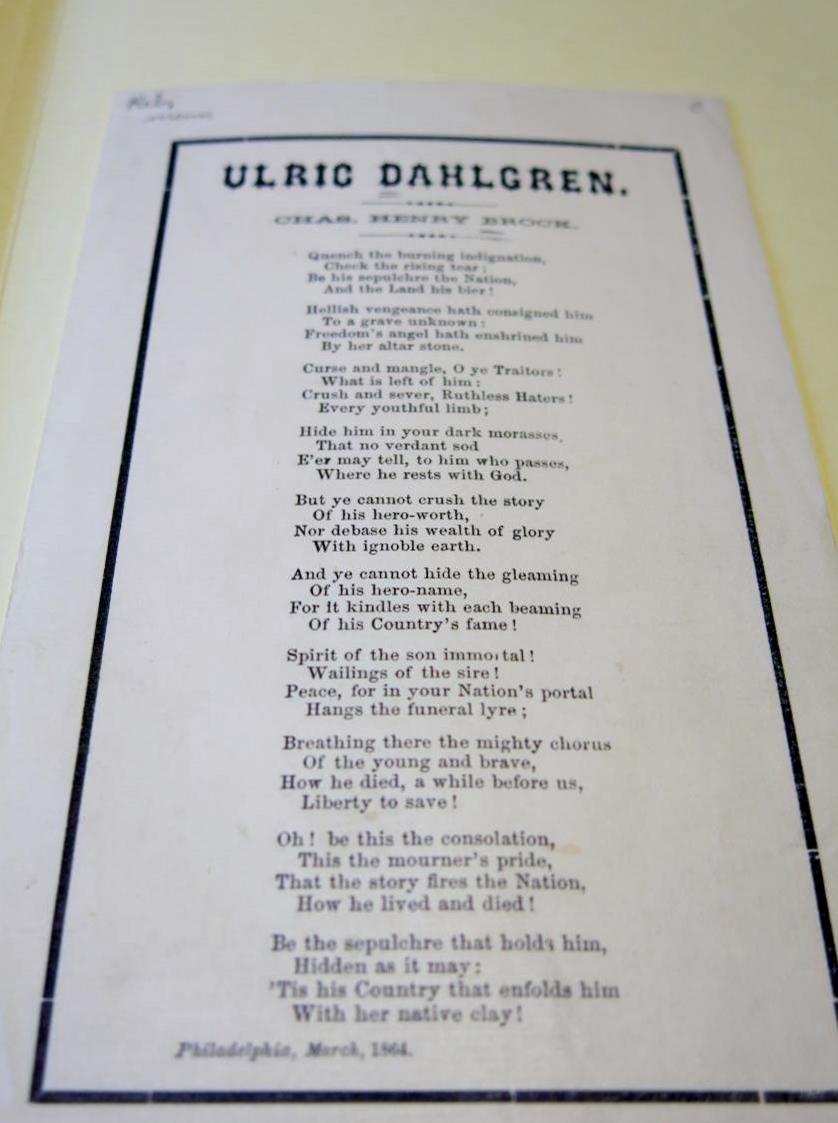 ULRIC DAHLGREN.
CHAS. HENRY BROCK.
Quench the burning indignation,
Check the rising tear;
Be his sepulchre the Nation,
And the Land his bier!
Hellish vengeance hath consigned him
To a grave unknown:
Freedom's angel hath enshrined him
By her altar stone.
Curse and mangle, O ye Traitors!
What is left of him:
Crush and sever, Ruthless Haters!
Every youthful limb;
Hide him in your dark morasses,
That no verdant sod
E'er may tell, to him who passes,
Where he rests with God.
But ye cannot crush the story
Of his hero-worth,
Nor debase his wealth of glory
With ignoble earth.
And ye cannot hide the gleaming
Of his hero-name,
For it kindles with each beaming
Of his Country's fame!
Spirit of the son immortal!
Wailings of the sire!
Peace, for in your Nation's portal
Hangs the funeral lyre;
Breathing there the mighty chorus
Of the young and brave,
How he died, a while before us,
Liberty to save!
Oh! be this the consolation,
This the mourner's pride,
That the story fires the Nation,
How he lived and died!
Be the sepulchre that holds him,
Hidden as it may:
'Tis his Country that enfolds him
With her native clay!
Philadelphia, March, 1864.